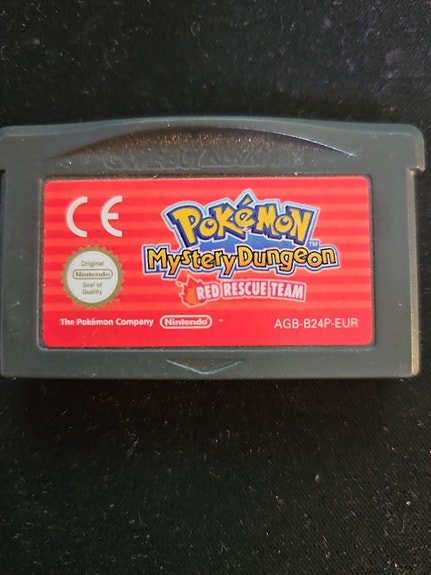 GAME BOY ADVANCE
CE
POKéMON
TM
Mystery Dungeon
RED RESCUE TEAM
Original
Nintendo
Seal of
Quality
The Pokémon Company
Nintendo
AGB-B24P-EUR